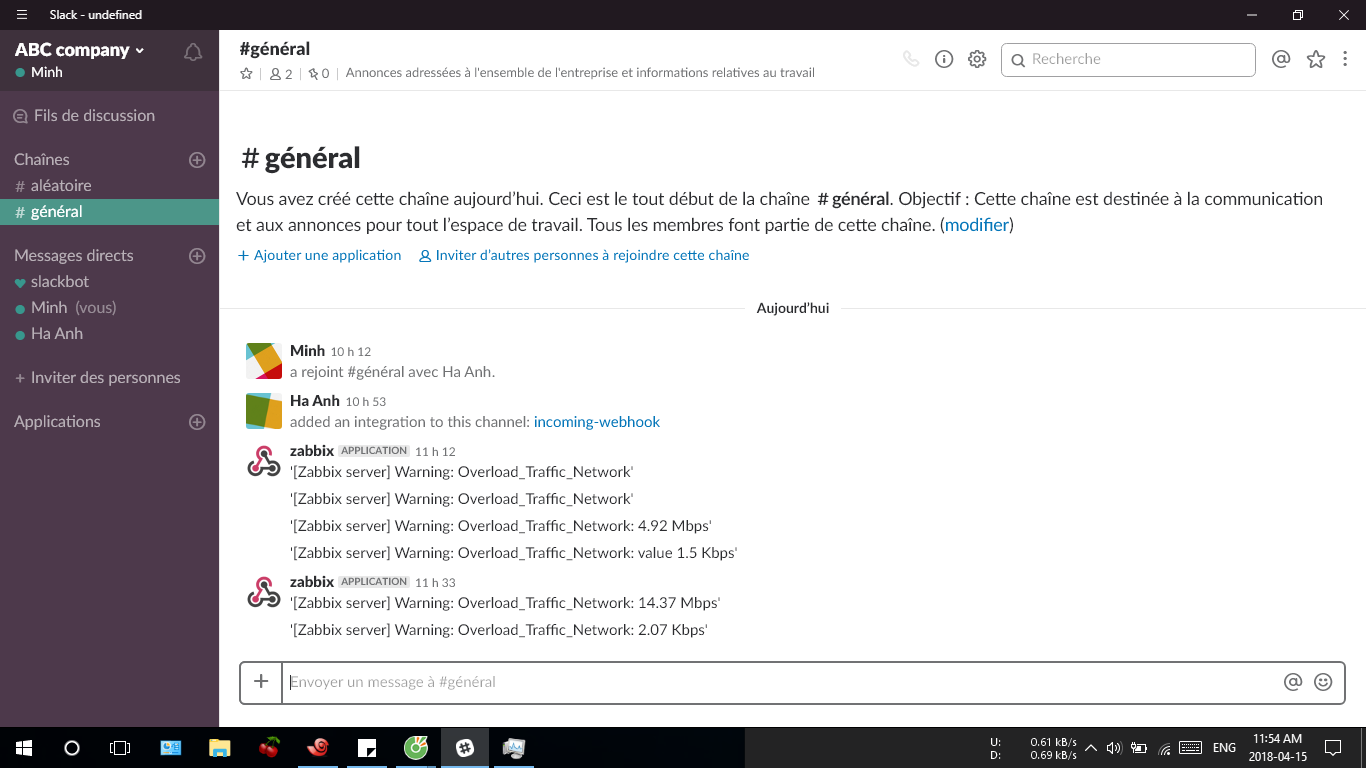 Slack - undefined
ABC company
Minh
#général
2
0
Annonces adressées à l'ensemble de l'entreprise et informations relatives au travail
Recherche
Fils de discussion
Chaînes
# aléatoire
# général
Messages directs
slackbot
Minh (vous)
Ha Anh
+ Inviter des personnes
Applications
# général
Vous avez créé cette chaîne aujourd'hui. Ceci est le tout début de la chaîne # général. Objectif : Cette chaîne est destinée à la communication
et aux annonces pour tout l'espace de travail. Tous les membres font partie de cette chaîne. (modifier)
+ Ajouter une application Inviter d'autres personnes à rejoindre cette chaîne
Aujourd'hui
Minh 10 h 12
a rejoint #général avec Ha Anh.
Ha Anh 10 h 53
added an integration to this channel: incoming-webhook
zabbix APPLICATION 11 h 12
'[Zabbix server] Warning: Overload_Traffic_Network'
'[Zabbix server] Warning: Overload_Traffic_Network'
'[Zabbix server] Warning: Overload_Traffic_Network: 4.92 Mbps'
'[Zabbix server] Warning: Overload_Traffic_Network: value 1.5 Kbps'
zabbix APPLICATION 11 h 33
'[Zabbix server] Warning: Overload_Traffic_Network: 14.37 Mbps'
'[Zabbix server] Warning: Overload_Traffic_Network: 2.07 Kbps'
Envoyer un message à #général
U: 0.61 kB/s
D: 0.69 kB/s
ENG
11:54 AM
2018-04-15